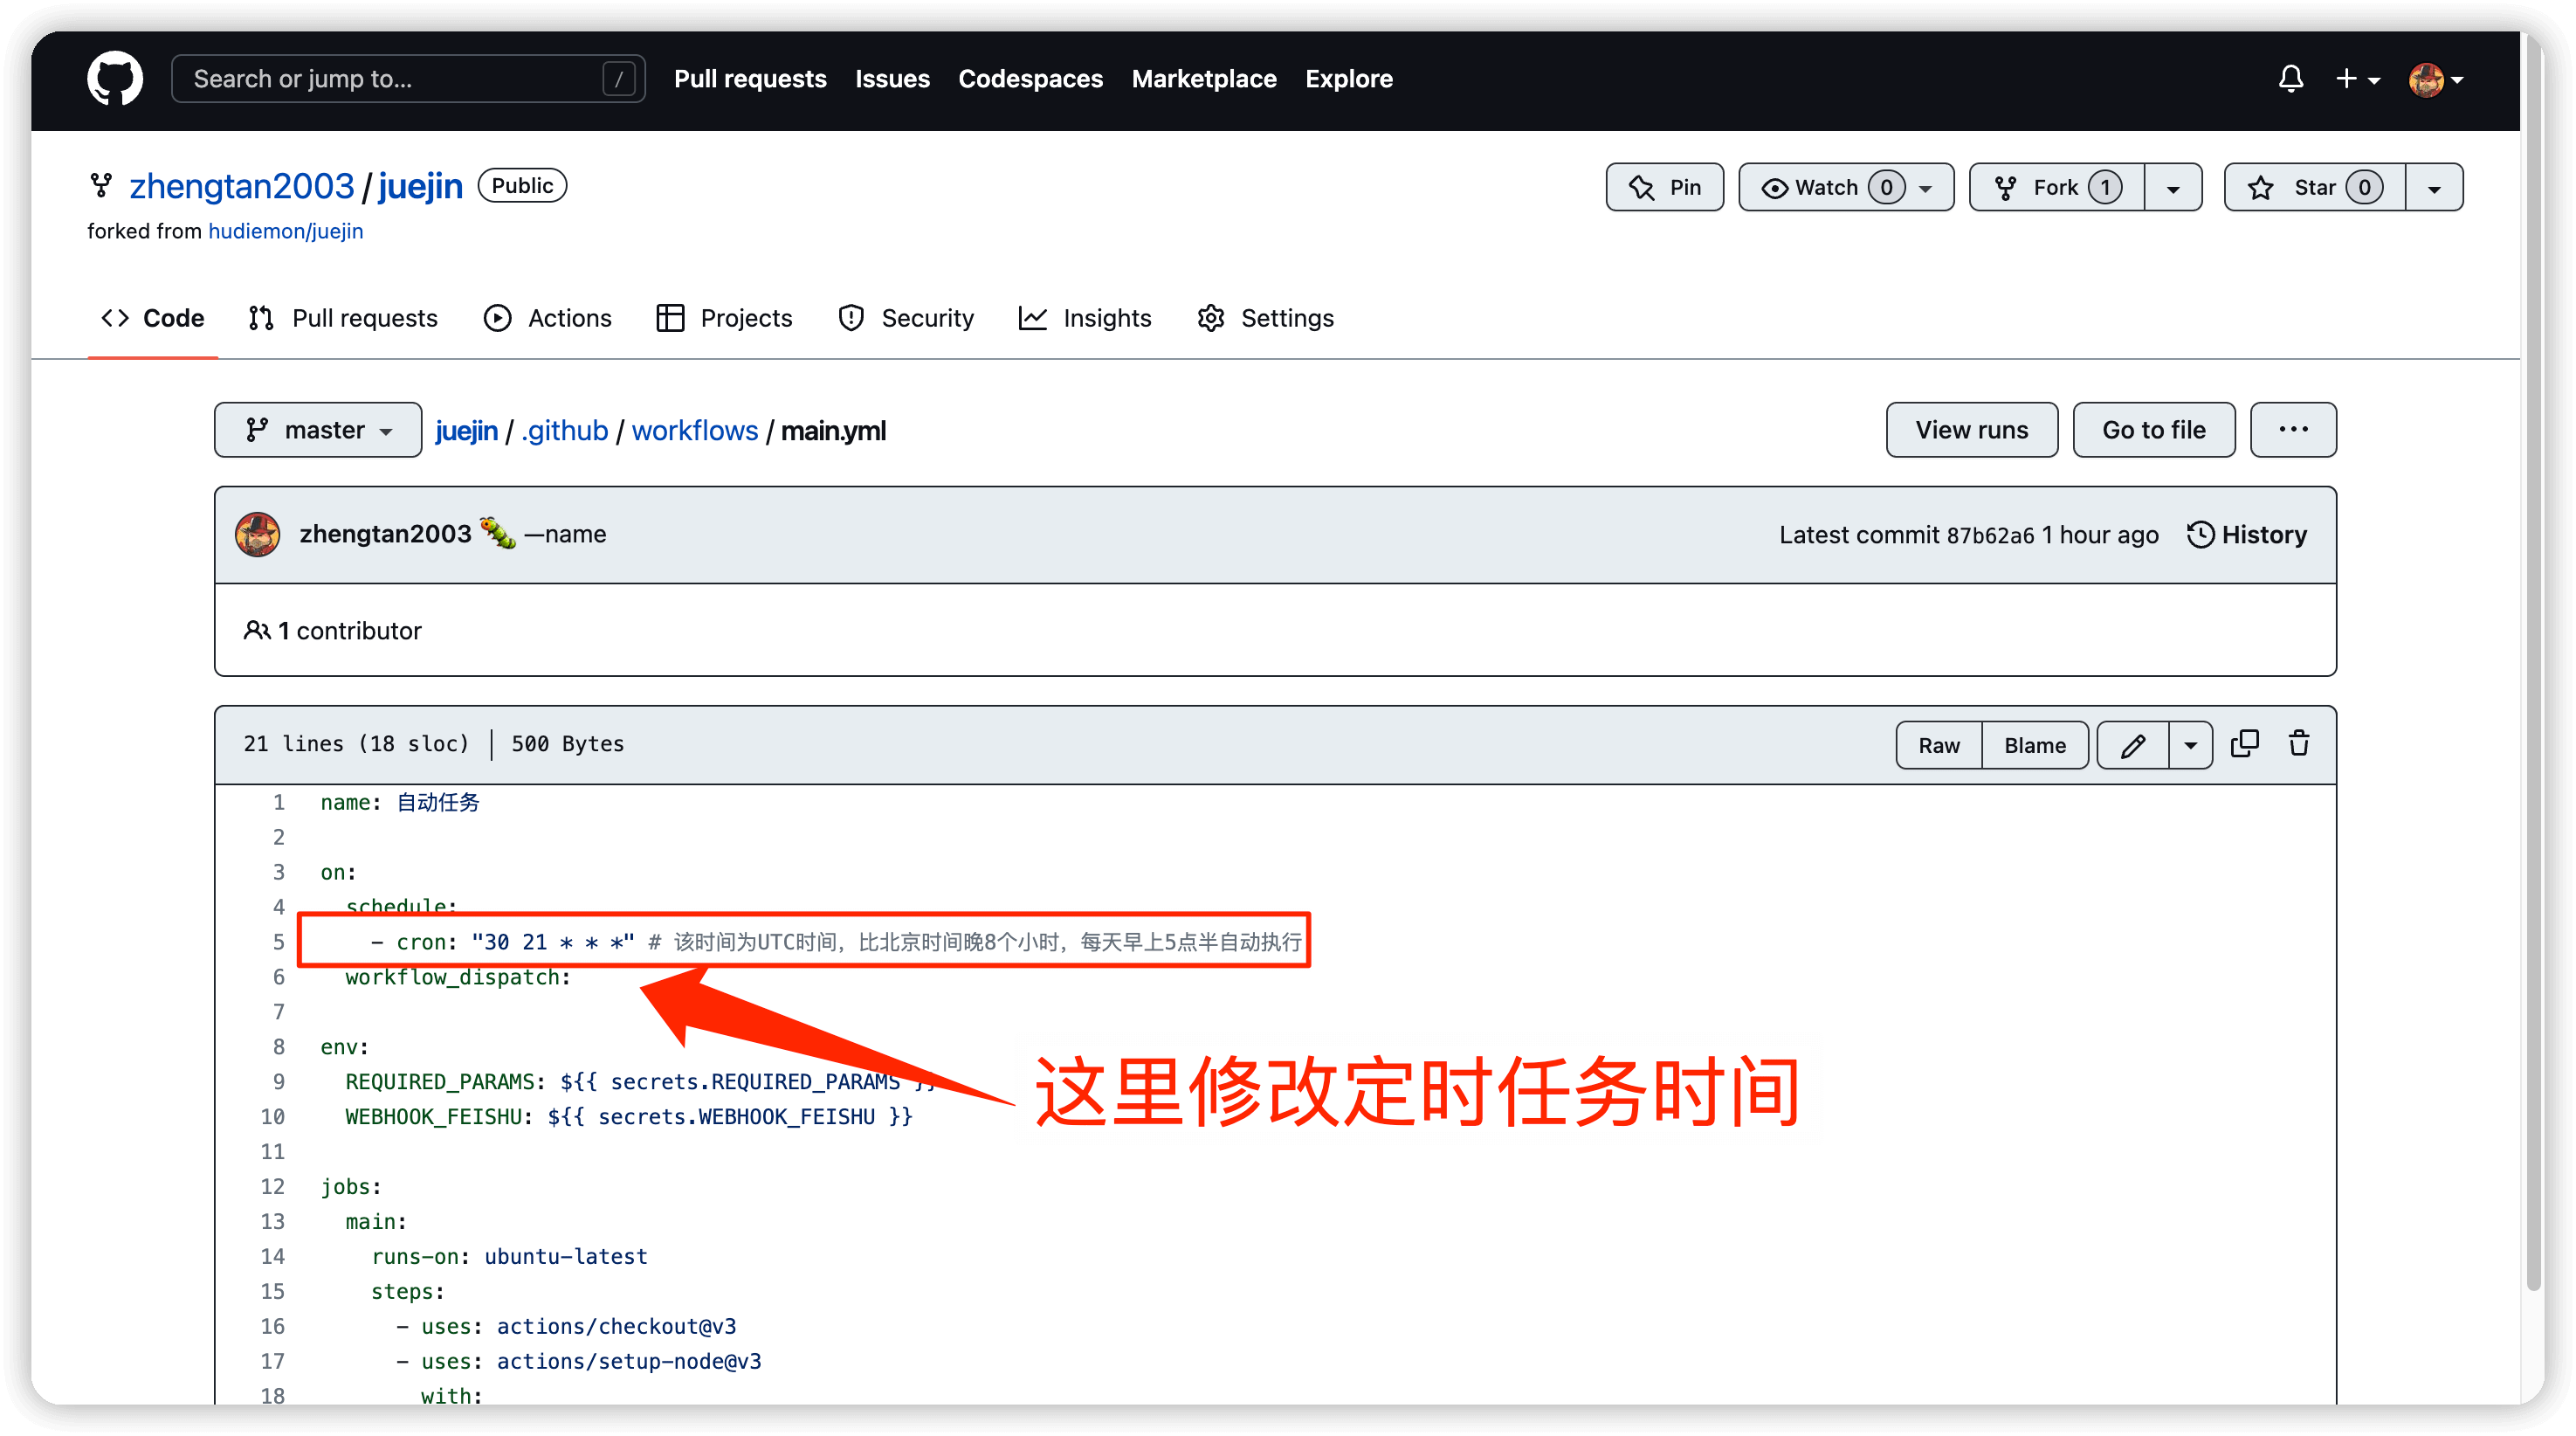 Search or jump to... /
Pull requests Issues Codespaces Marketplace Explore
zhengtan2003 / juejin Public
Pin Watch 0 Fork 1 Star 0
forked from hudiemon/juejin
Code Pull requests Actions Projects Security Insights Settings
master juejin / .github / workflows / main.yml
View runs Go to file ...
zhengtan2003 —name
Latest commit 87b62a6 1 hour ago History
1 contributor
21 lines (18 sloc) 500 Bytes
Raw Blame
1 name: 自动任务
2
3 on:
4 schedule:
5 - cron: "30 21 * * *" # 该时间为UTC时间，比北京时间晚8个小时，每天早上5点半自动执行
6 workflow_dispatch:
7
8 env:
9 REQUIRED_PARAMS: ${{ secrets.REQUIRED_PARAMS }}
10 WEBHOOK_FEISHU: ${{ secrets.WEBHOOK_FEISHU }}
这里修改定时任务时间
11
12 jobs:
13 main:
14 runs-on: ubuntu-latest
15 steps:
16 - uses: actions/checkout@v3
17 - uses: actions/setup-node@v3
18 with: